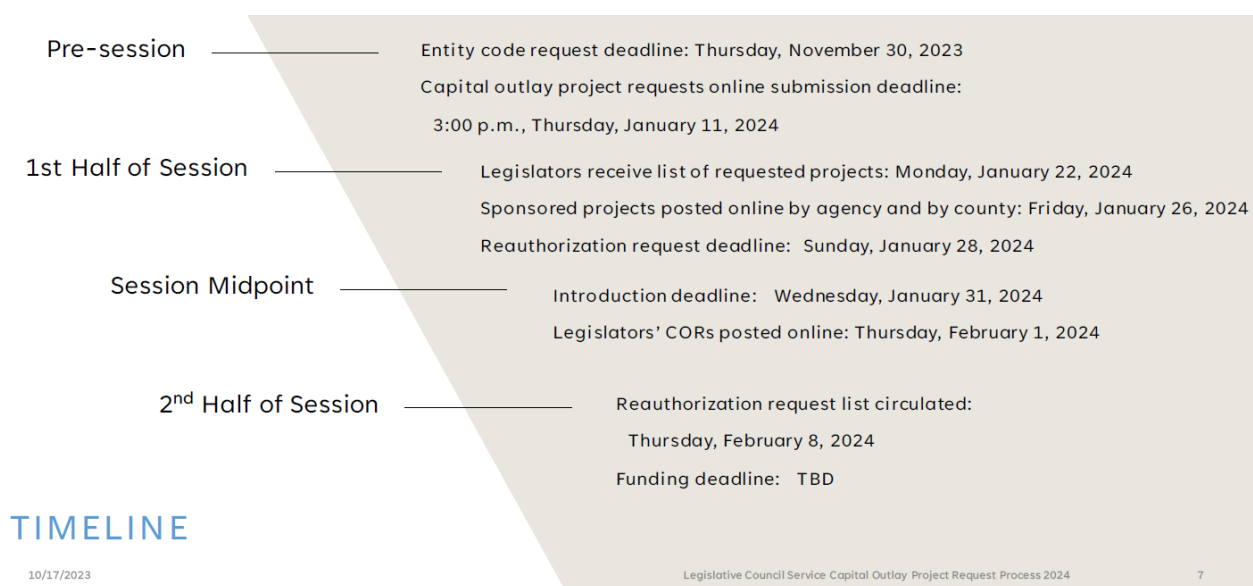 Pre-session
Entity code request deadline: Thursday, November 30, 2023
Capital outlay project requests online submission deadline:
3:00 p.m., Thursday, January 11, 2024
1st Half of Session
Legislators receive list of requested projects: Monday, January 22, 2024
Sponsored projects posted online by agency and by county: Friday, January 26, 2024
Reauthorization request deadline: Sunday, January 28, 2024
Session Midpoint
Introduction deadline: Wednesday, January 31, 2024
Legislators’ CORs posted online: Thursday, February 1, 2024
2nd Half of Session
Reauthorization request list circulated:
Thursday, February 8, 2024
Funding deadline: TBD
TIMELINE
10/17/2023
Legislative Council Service Capital Outlay Project Request Process 2024
7